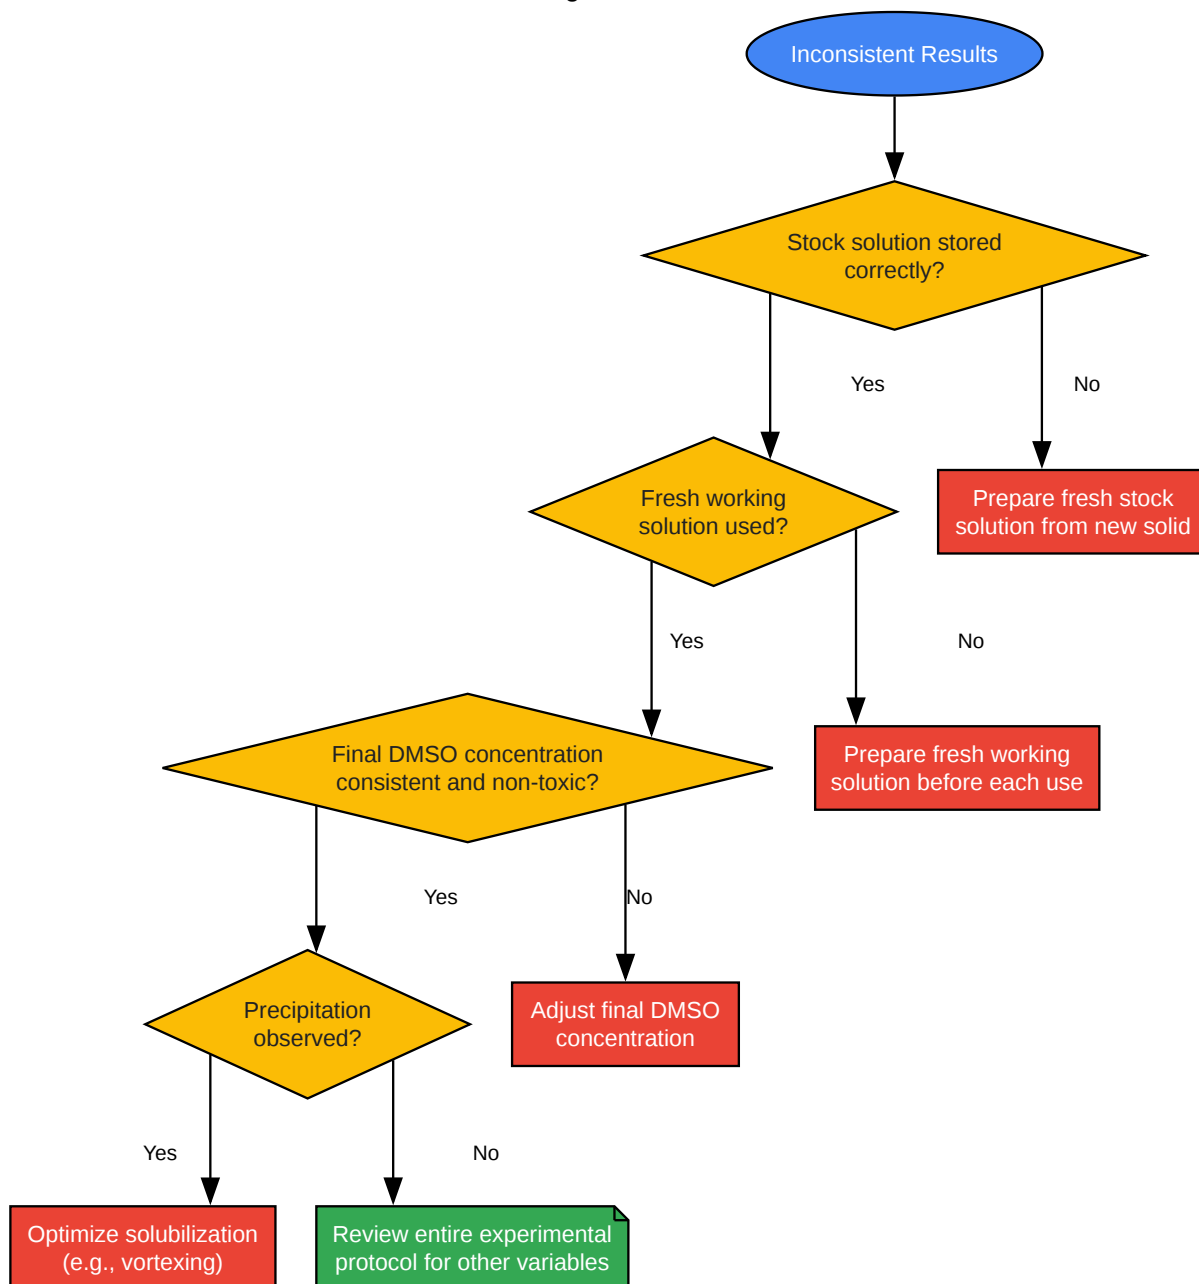 Inconsistent Results
Stock solution stored
correctly?
Yes
No
Fresh working
solution used?
Prepare fresh stock
solution from new solid
Yes
No
Final DMSO concentration
consistent and non-toxic?
Prepare fresh working
solution before each use
Yes
No
Precipitation
observed?
Adjust final DMSO
concentration
Yes
No
Optimize solubilization
(e.g., vortexing)
Review entire experimental
protocol for other variables